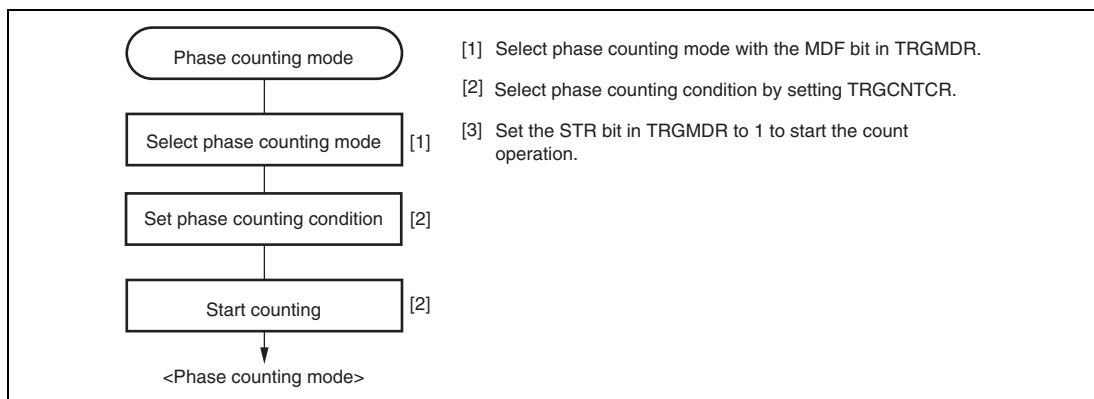 Phase counting mode
Select phase counting mode [1]
Set phase counting condition [2]
Start counting [2]
<Phase counting mode>
[1] Select phase counting mode with the MDF bit in TRGMDR.
[2] Select phase counting condition by setting TRGCNTCR.
[3] Set the STR bit in TRGMDR to 1 to start the count
operation.